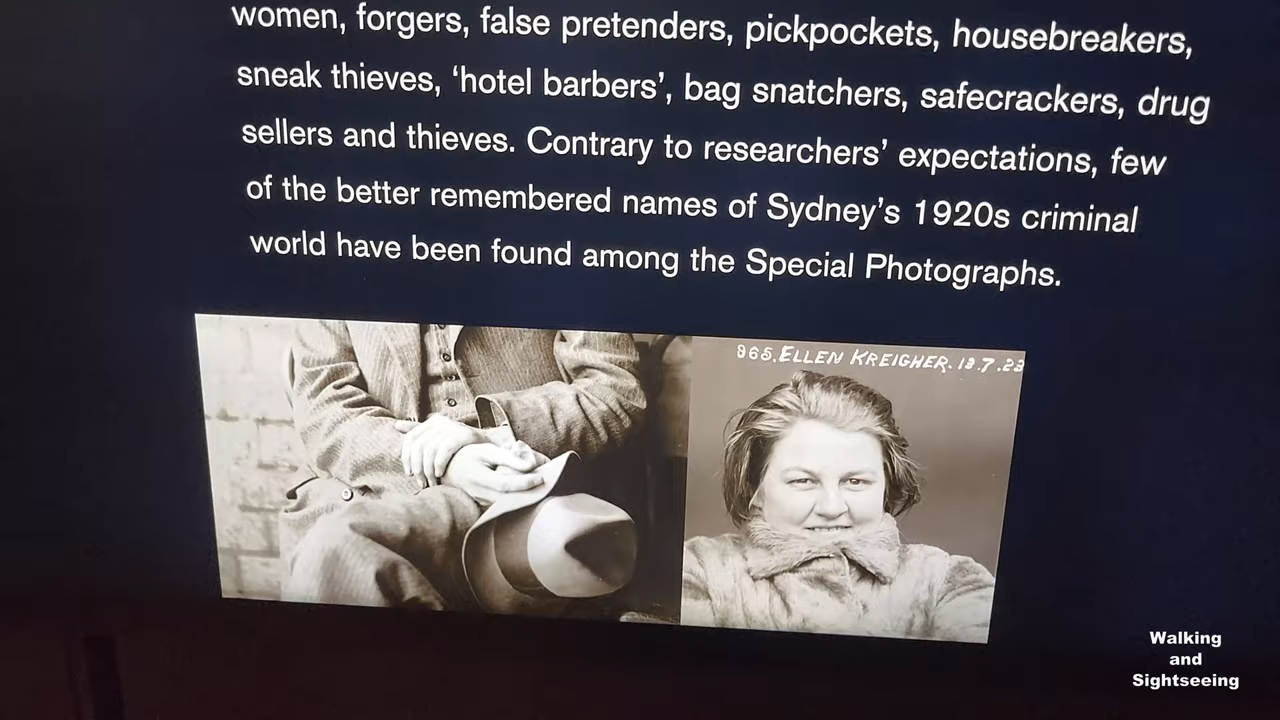 women, forgers, false pretenders, pickpockets, housebreakers,
sneak thieves, ‘hotel barbers’, bag snatchers, safecrackers, drug
sellers and thieves. Contrary to researchers’ expectations, few
of the better remembered names of Sydney’s 1920s criminal
world have been found among the Special Photographs.
965. ELLEN KREIGHER. 13.7.23
Walking
and
Sightseeing